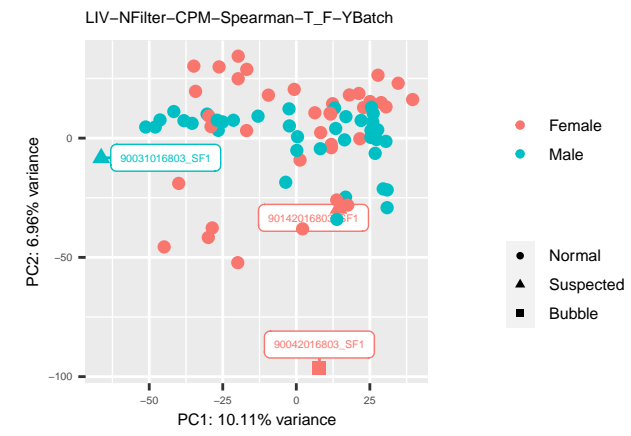 LIV−NFilter−CPM−Spearman−T_F−YBatch
PC2: 6.96% variance
0
−50
−100
90031016803_SF1
90042016803_SF1
−50
−25
0
25
PC1: 10.11% variance
Female
Male
Normal
Suspected
Bubble